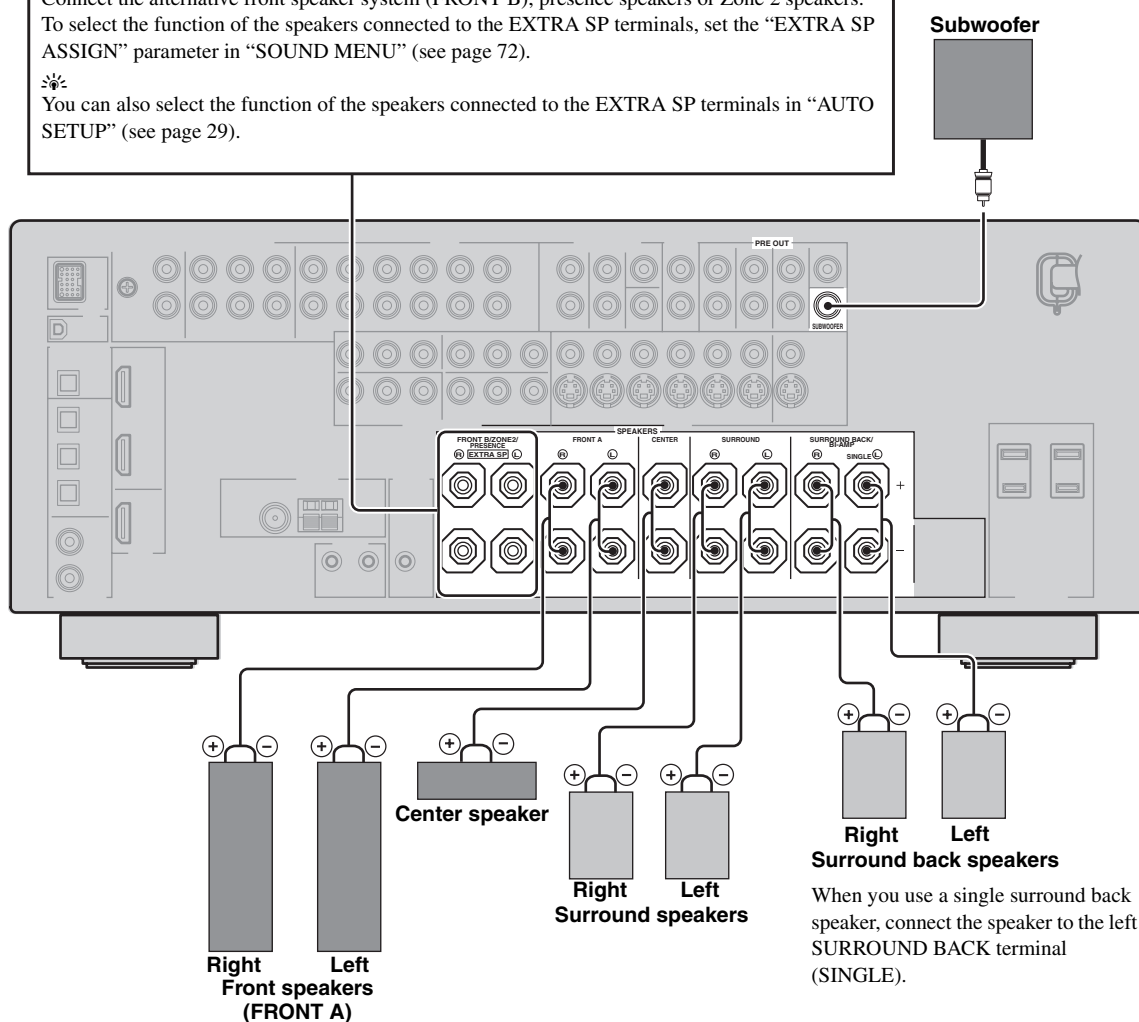 Connect the alternative front speaker system (FRONT B), presence speakers or Zone 2 speakers.
To select the function of the speakers connected to the EXTRA SP terminals, set the “EXTRA SP
ASSIGN” parameter in “SOUND MENU” (see page 72).
You can also select the function of the speakers connected to the EXTRA SP terminals in “AUTO
SETUP” (see page 29).
Subwoofer
PRE OUT
SUBWOOFER
SPEAKERS
FRONT B/ZONE2/
PRESENCE
R EXTRA SP L
FRONT A
R L
CENTER
SURROUND
R L
SURROUND BACK/
BI-AMP
R SINGLE L
+
–
D
+ –
+ –
+ –
+ –
+ –
+ –
+ –
Center speaker
Right Left
Surround speakers
Right Left
Surround back speakers
When you use a single surround back
speaker, connect the speaker to the left
SURROUND BACK terminal
(SINGLE).
Right Left
Front speakers
(FRONT A)